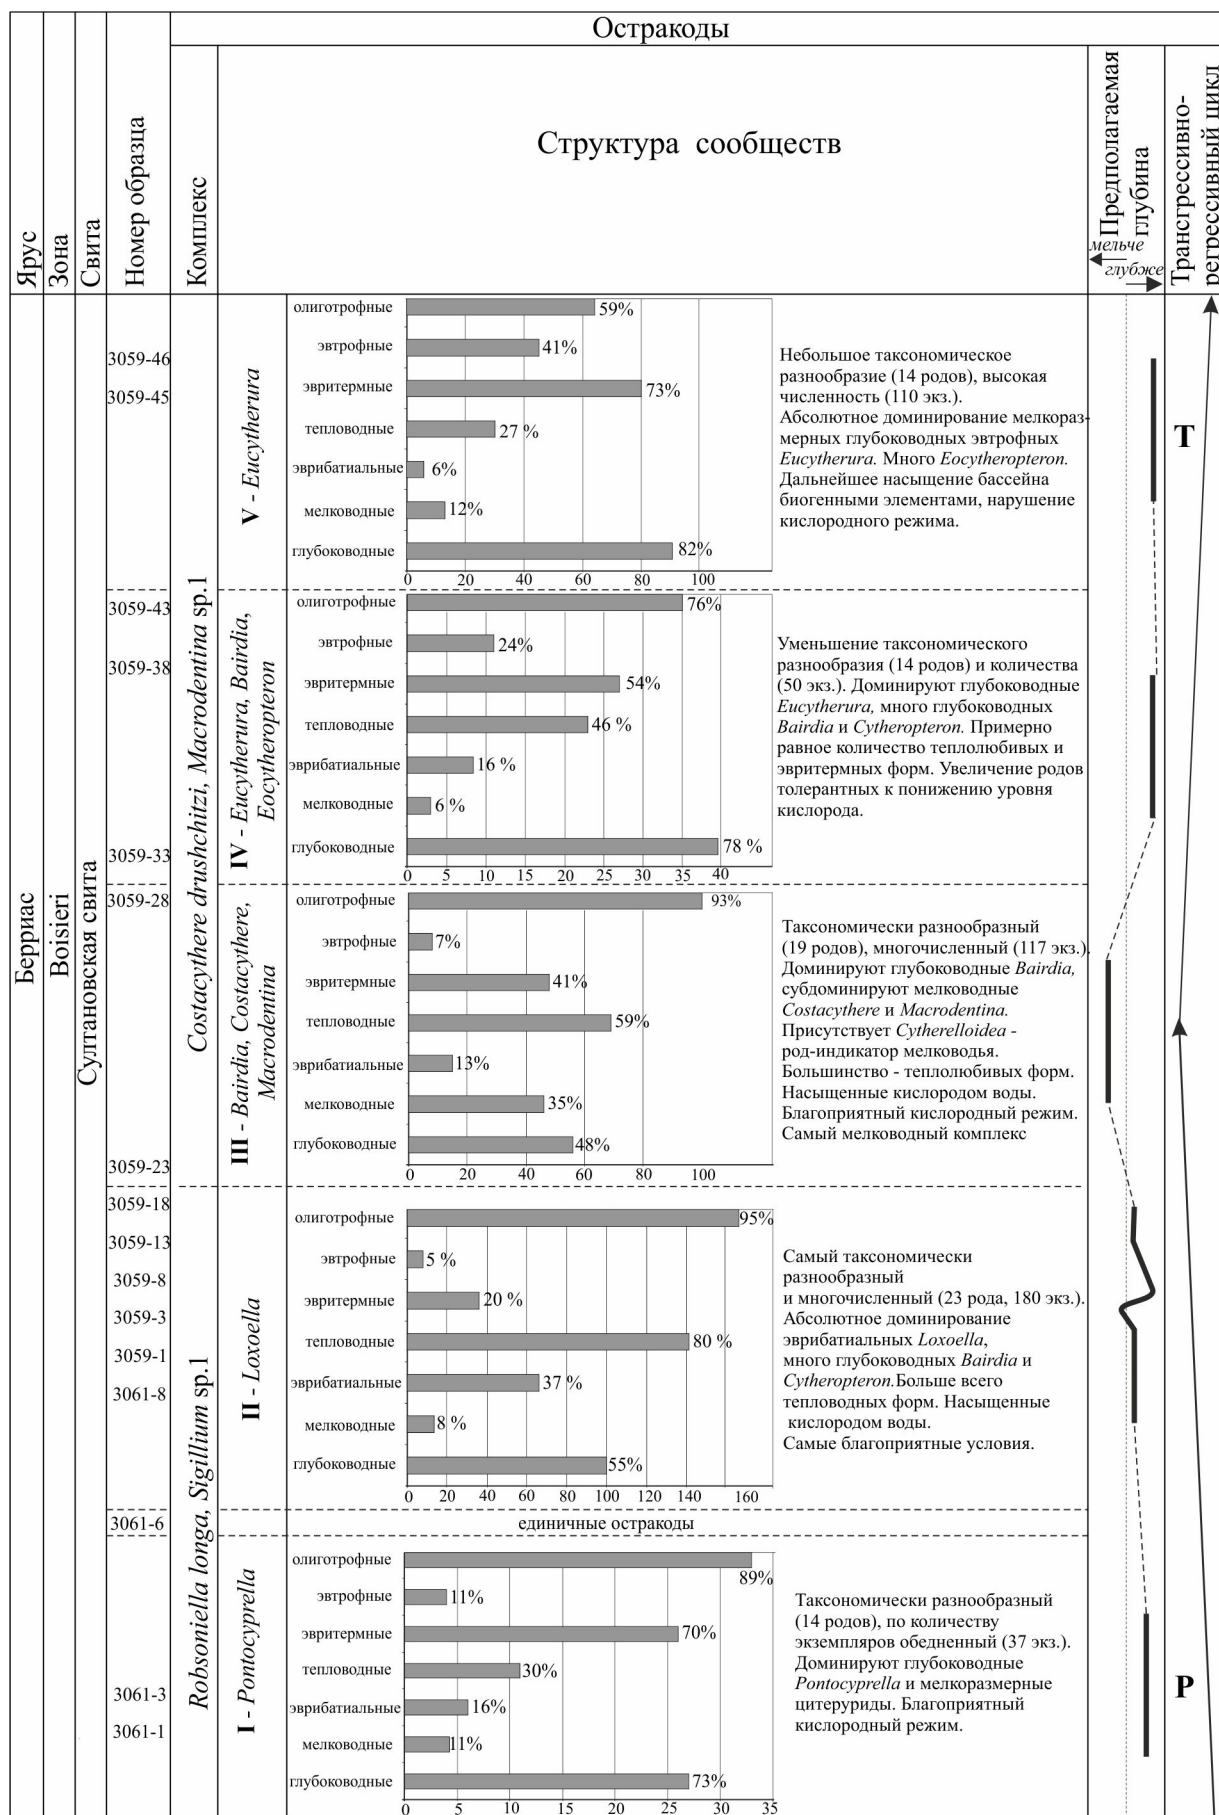 Остракоды
Ярус
Зона
Свита
Номер образца
Комплекс
Структура сообществ
Предполагаемая
глубина
мельче
глубже
Трансгрессивно-
регрессивный цикл
Берриас
Boisieri
Султановская свита
3059-46
3059-45
3059-43
3059-38
3059-33
3059-28
3059-23
3059-18
3059-13
3059-8
3059-3
3059-1
3061-8
3061-6
3061-3
3061-1
Costacythere drushchitzi, Macrodentina sp.1
Robsoniella longa, Sigillium sp.1
V - Eucytherura
олиготрофные 59%
эвтрофные 41%
эвритермные 73%
тепловодные 27 %
эврибатиальные 6%
мелководные 12%
глубоководные 82%
0 20 40 60 80 100
Небольшое таксономическое
разнообразие (14 родов), высокая
численность (110 экз.).
Абсолютное доминирование мелкораз-
мерных глубоководных эвтрофных
Eucytherura. Много Eocytheropteron.
Дальнейшее насыщение бассейна
биогенными элементами, нарушение
кислородного режима.
T
IV - Eucytherura, Bairdia,
Eocytheropteron
олиготрофные 76%
эвтрофные 24%
эвритермные 54%
тепловодные 46 %
эврибатиальные 16 %
мелководные 6 %
глубоководные 78 %
0 5 10 15 20 25 30 35 40
Уменьшение таксономического
разнообразия (14 родов) и количества
(50 экз.). Доминируют глубоководные
Eucytherura, много глубоководных
Bairdia и Cytheropteron. Примерно
равное количество теплолюбивых и
эвритермных форм. Увеличение родов
толерантных к понижению уровня
кислорода.
III - Bairdia, Costacythere,
Macrodentina
олиготрофные 93%
эвтрофные 7%
эвритермные 41%
тепловодные 59%
эврибатиальные 13%
мелководные 35%
глубоководные 48%
0 20 40 60 80 100
Таксономически разнообразный
(19 родов), многочисленный (117 экз.).
Доминируют глубоководные Bairdia,
субдоминируют мелководные
Costacythere и Macrodentina.
Присутствует Cytherelloidea -
род-индикатор мелководья.
Большинство - теплолюбивых форм.
Насыщенные кислородом воды.
Благоприятный кислородный режим.
Самый мелководный комплекс
II - Loxoella
олиготрофные 95%
эвтрофные 5 %
эвритермные 20 %
тепловодные 80 %
эврибатиальные 37 %
мелководные 8 %
глубоководные 55%
0 20 40 60 80 100 120 140 160
Самый таксономически
разнообразный
и многочисленный (23 рода, 180 экз.).
Абсолютное доминирование
эврибатиальных Loxoella,
много глубоководных Bairdia и
Cytheropteron.Больше всего
тепловодных форм. Насыщенные
кислородом воды.
Самые благоприятные условия.
единичные остракоды
I - Pontocyprella
олиготрофные 89%
эвтрофные 11%
эвритермные 70%
тепловодные 30%
эврибатиальные 16%
мелководные 11%
глубоководные 73%
0 5 10 15 20 25 30 35
Таксономически разнообразный
(14 родов), по количеству
экземпляров обедненный (37 экз.).
Доминируют глубоководные
Pontocyprella и мелкоразмерные
цитеруриды. Благоприятный
кислородный режим.
Р